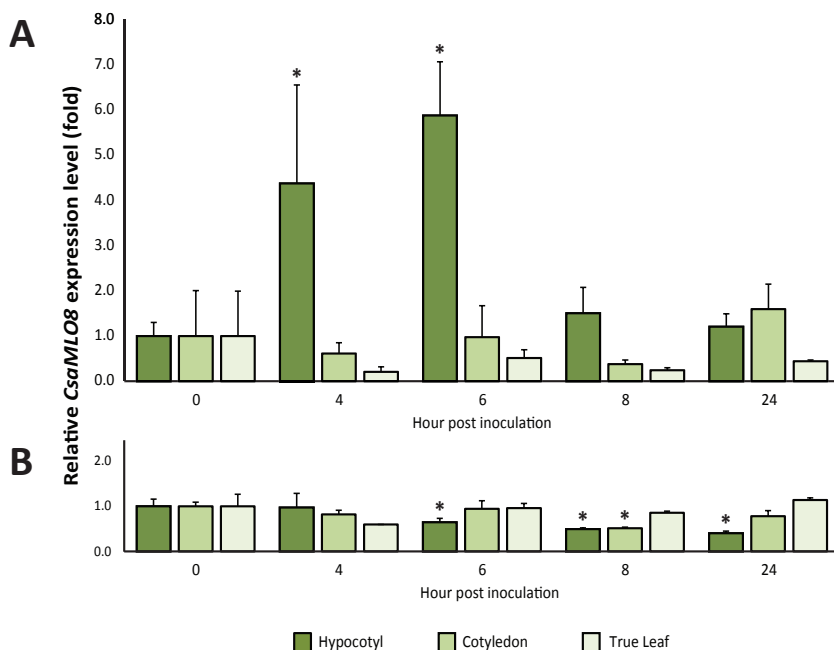 A
Relative CsaMLO8 expression level (fold)
8.0
7.0
6.0
5.0
4.0
3.0
2.0
1.0
0.0
*
*
0 4 6 8 24
Hour post inoculation
B
2.0
1.0
0.0
*
* *
*
0 4 6 8 24
Hour post inoculation
Hypocotyl Cotyledon True Leaf